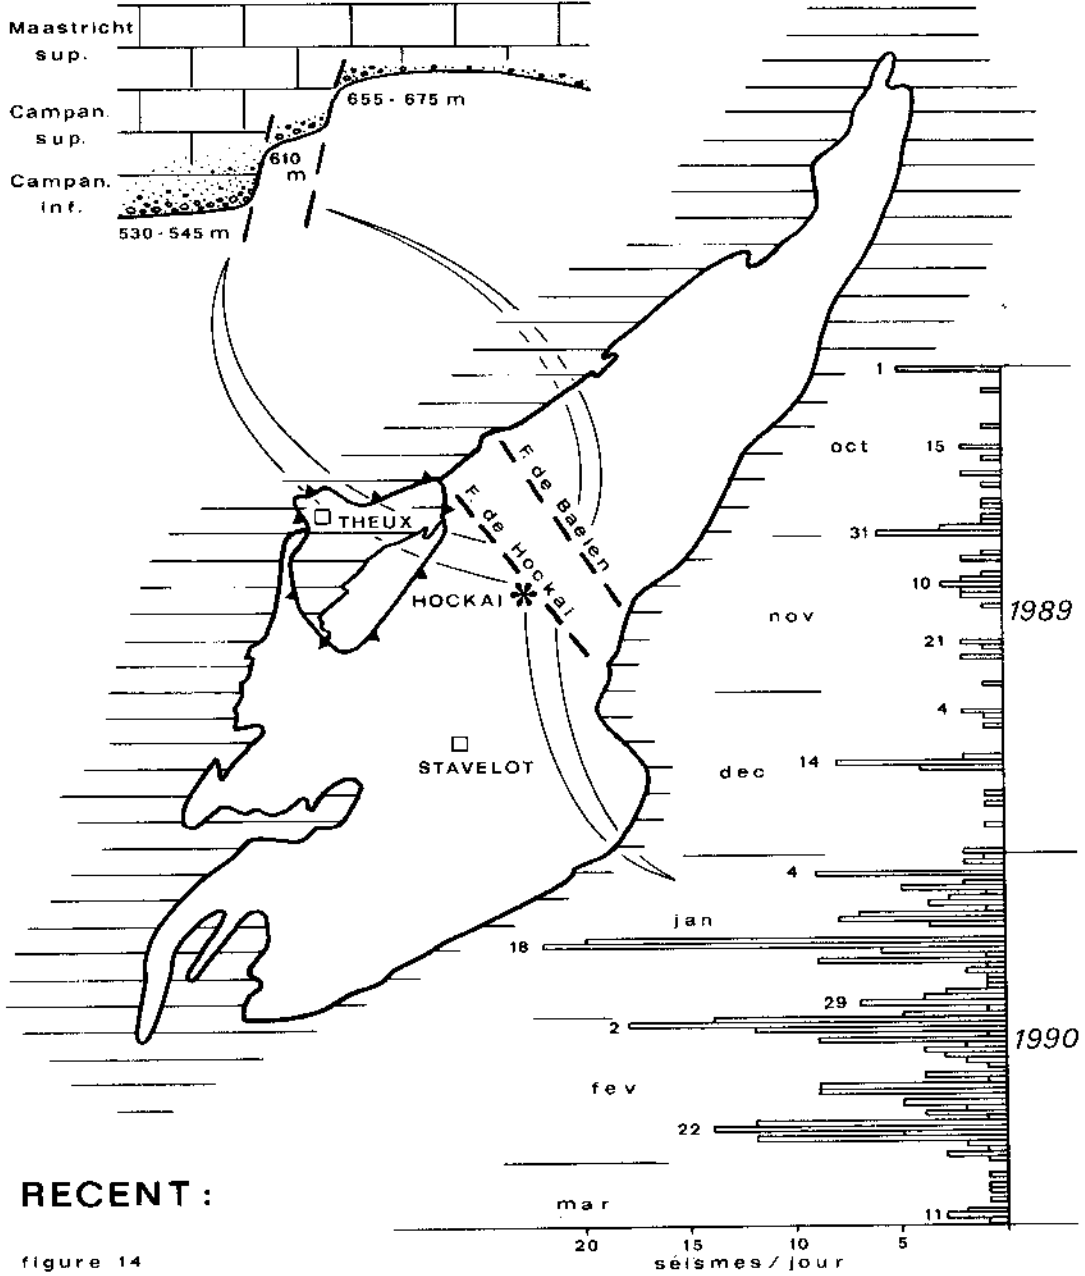 Maastricht
sup.
Campan.
sup.
Campan.
inf.
655 - 675 m
610
m
530 - 545 m
F. de Baelen
F. de Hockai
THEUX
HOCKAI
STAVELOT
1
oct
15
31
10
nov
21
1989
4
dec
14
4
jan
18
29
2
1990
fev
22
mar
11
20
15
10
5
séismes / jour
RECENT :
figure 14